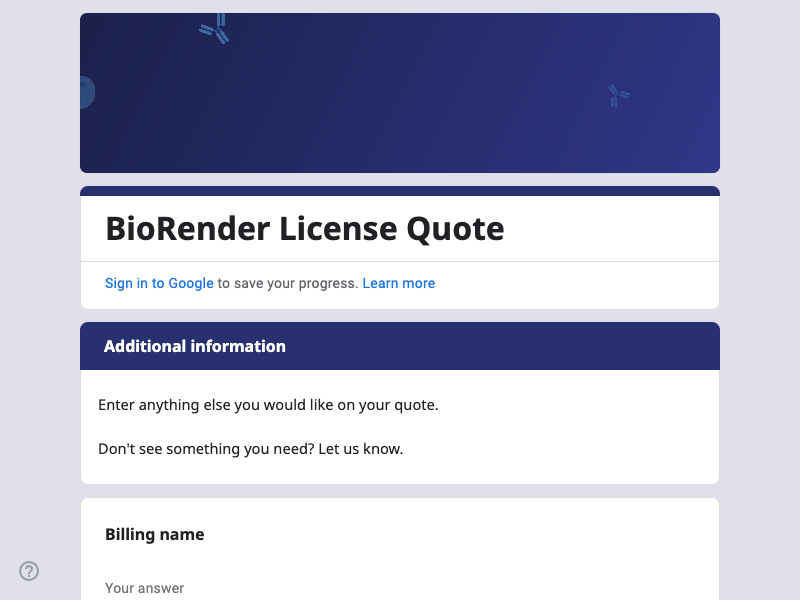 BioRender License Quote
Sign in to Google to save your progress. Learn more
Additional information
Enter anything else you would like on your quote.
Don't see something you need? Let us know.
Billing name
Your answer